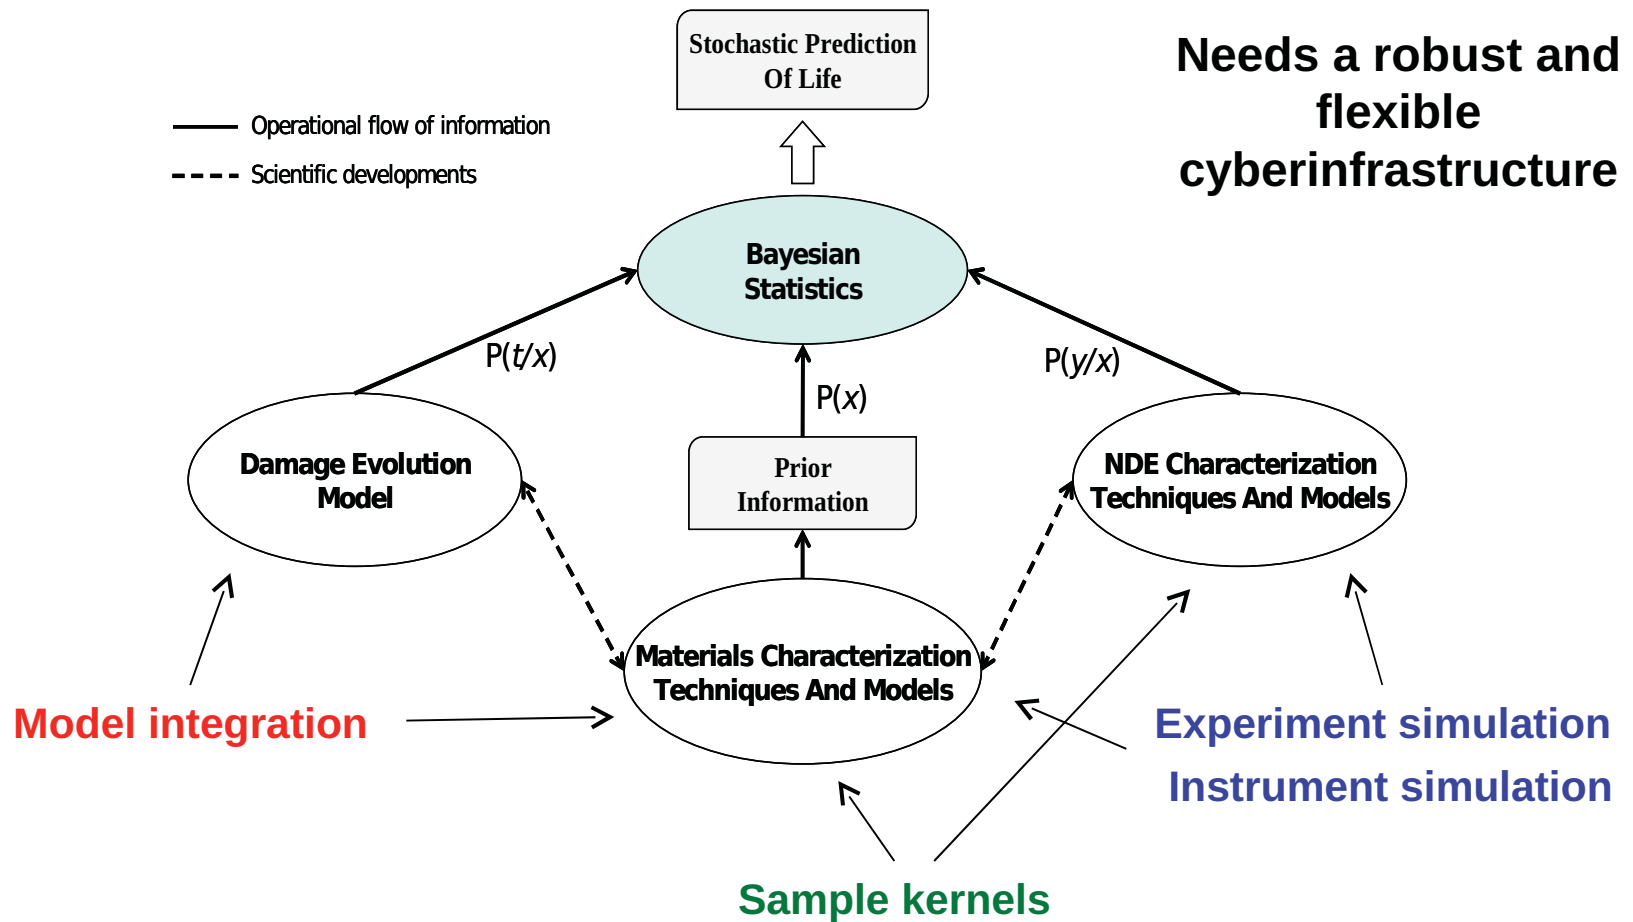 Stochastic Prediction
Of Life
Needs a robust and
flexible
cyberinfrastructure
Operational flow of information
Scientific developments
Bayesian
Statistics
P(t/x)
P(x)
P(y/x)
Damage Evolution
Model
Prior
Information
NDE Characterization
Techniques And Models
Materials Characterization
Techniques And Models
Model integration
Experiment simulation
Instrument simulation
Sample kernels